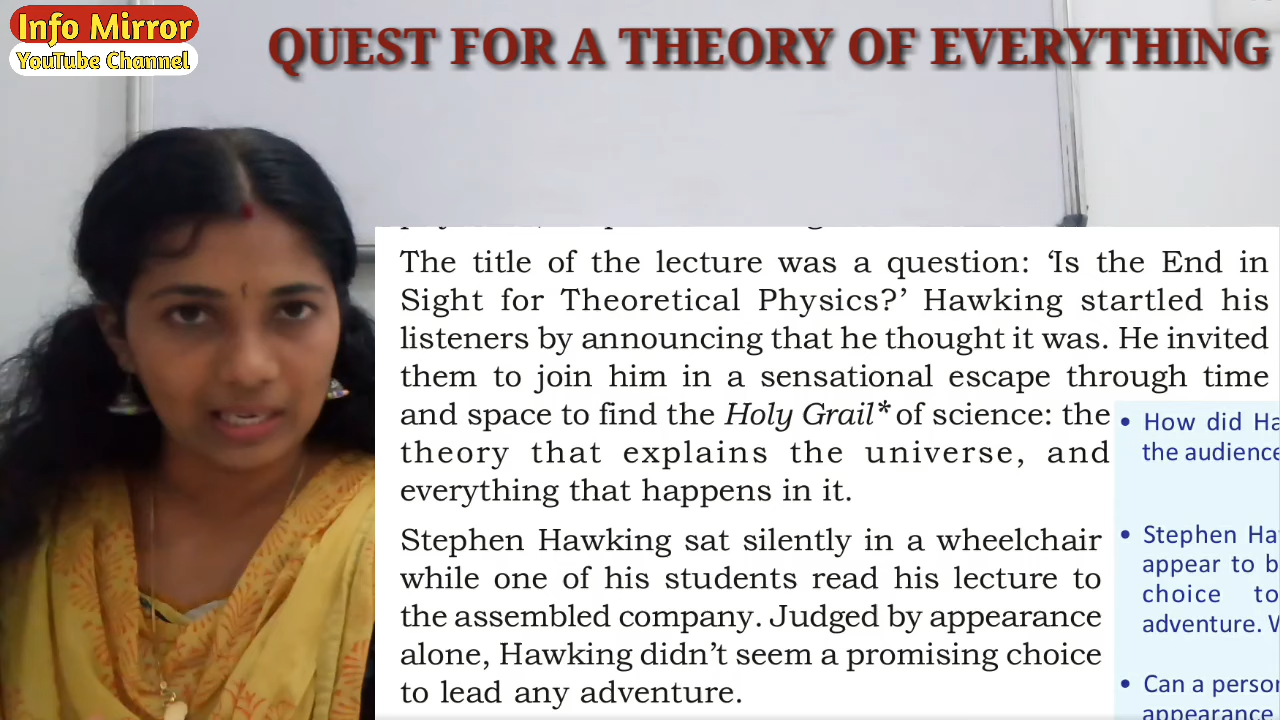 Info Mirror
YouTube Channel
QUEST FOR A THEORY OF EVERYTHING
The title of the lecture was a question: ‘Is the End in
Sight for Theoretical Physics?’ Hawking startled his
listeners by announcing that he thought it was. He invited
them to join him in a sensational escape through time
and space to find the Holy Grail* of science: the
theory that explains the universe, and
everything that happens in it.
Stephen Hawking sat silently in a wheelchair
while one of his students read his lecture to
the assembled company. Judged by appearance
alone, Hawking didn’t seem a promising choice
to lead any adventure.
• How did
the audience
• Stephen
appear to
choice to
adventure.
• Can a
appearance